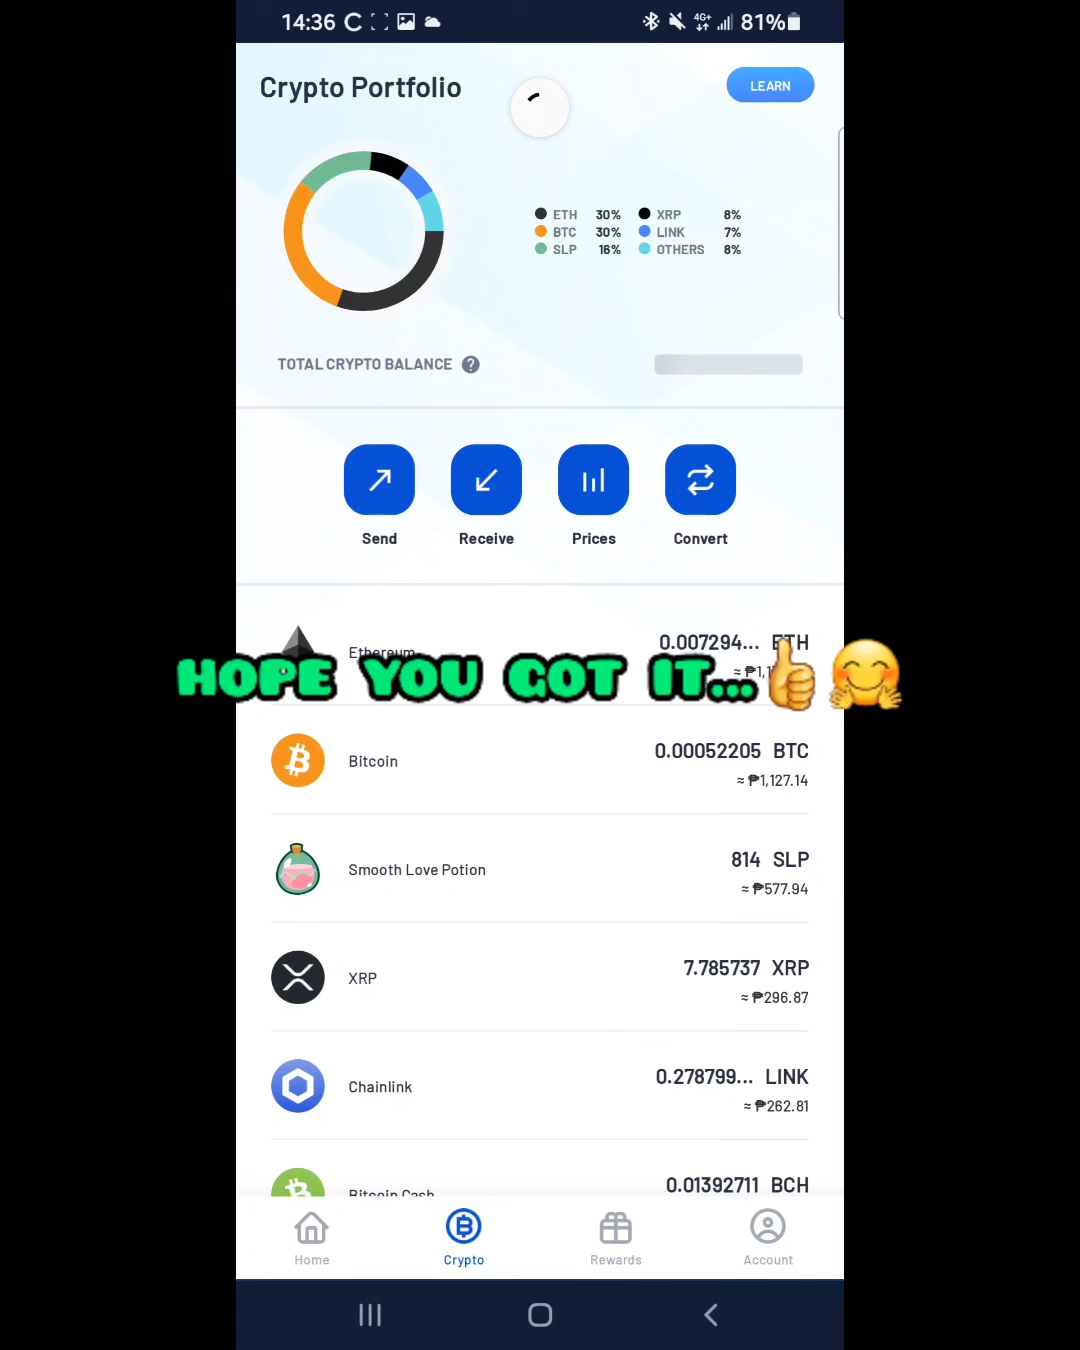 14:36
4G+
81%
Crypto Portfolio
LEARN
ETH 30% XRP 8%
BTC 30% LINK 7%
SLP 16% OTHERS 8%
TOTAL CRYPTO BALANCE ?
Send Receive Prices Convert
Ethereum
0.007294... ETH
HOPE YOU GOT IT...👍🤗
Bitcoin
0.00052205 BTC
≈ ₱1,127.14
Smooth Love Potion
814 SLP
≈ ₱577.94
XRP
7.785737 XRP
≈ ₱296.87
Chainlink
0.278799... LINK
≈ ₱262.81
Bitcoin Cash
0.01392711 BCH
Home Crypto Rewards Account